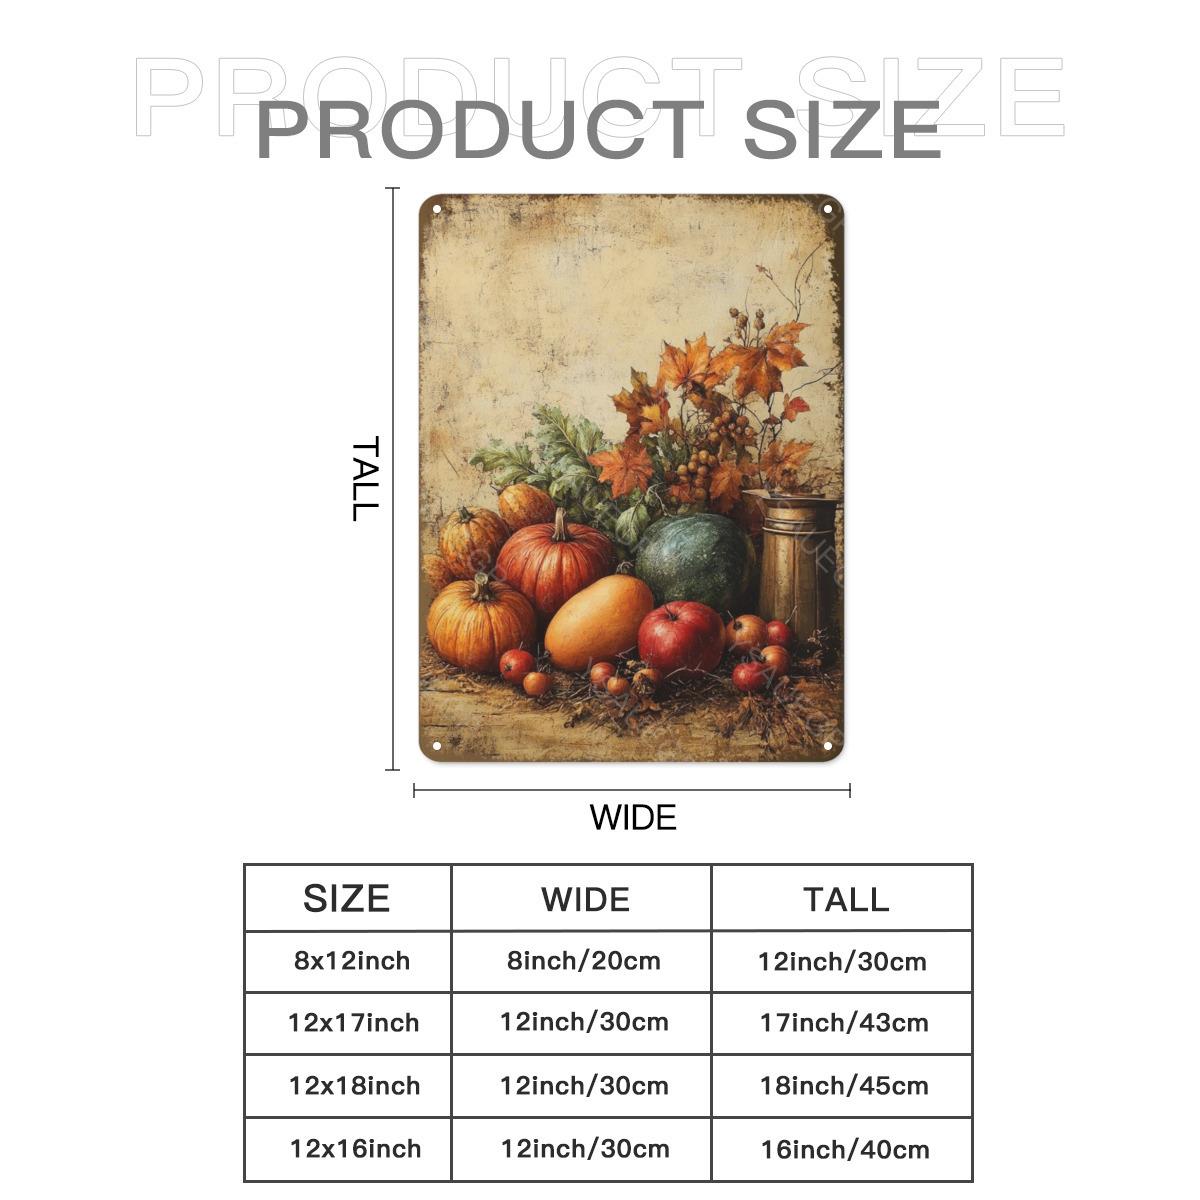 PRODUCT SIZE
PRODUCT SIZE
TALL
WIDE
SIZE WIDE TALL
8x12inch 8inch/20cm 12inch/30cm
12x17inch 12inch/30cm 17inch/43cm
12x18inch 12inch/30cm 18inch/45cm
12x16inch 12inch/30cm 16inch/40cm